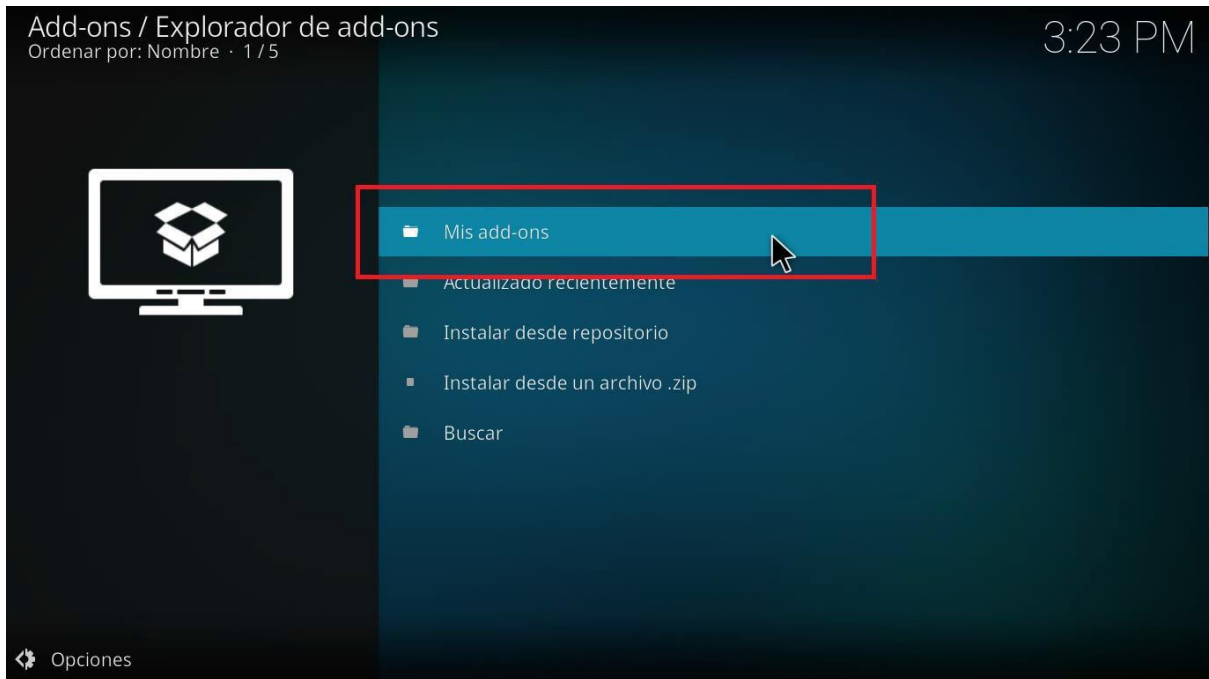 Add-ons / Explorador de add-ons
Ordenar por: Nombre · 1 / 5
3:23 PM
Mis add-ons
Actualizado recientemente
Instalar desde repositorio
Instalar desde un archivo .zip
Buscar
Opciones